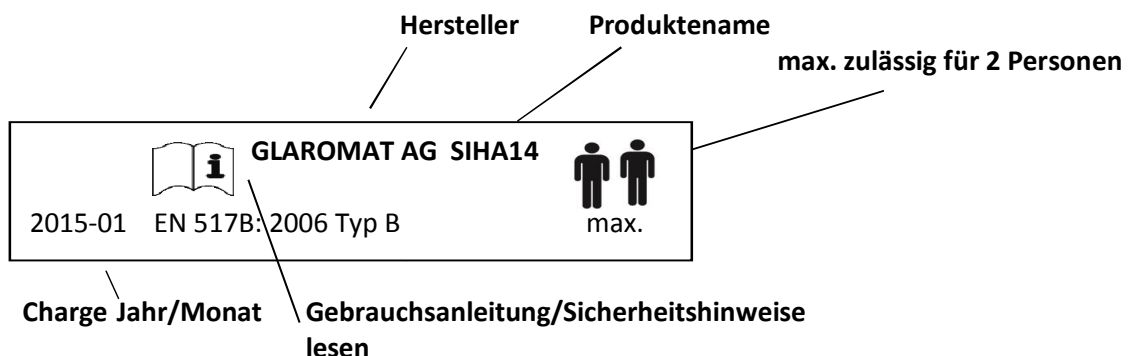 Hersteller Produktename
max. zulässig für 2 Personen
GLAROMAT AG SIHA14
2015-01 EN 517B: 2006 Typ B max.
Charge Jahr/Monat Gebrauchsanleitung/Sicherheitshinweise
lesen